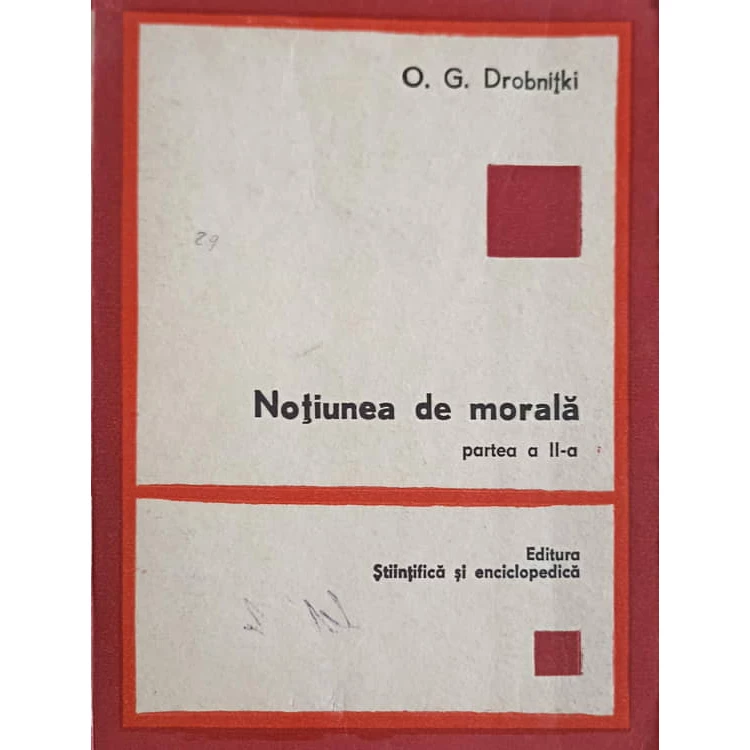 O. G. Drobnițki
29
Noțiunea de morală
partea a II-a
Editura
Științifică și enciclopedică